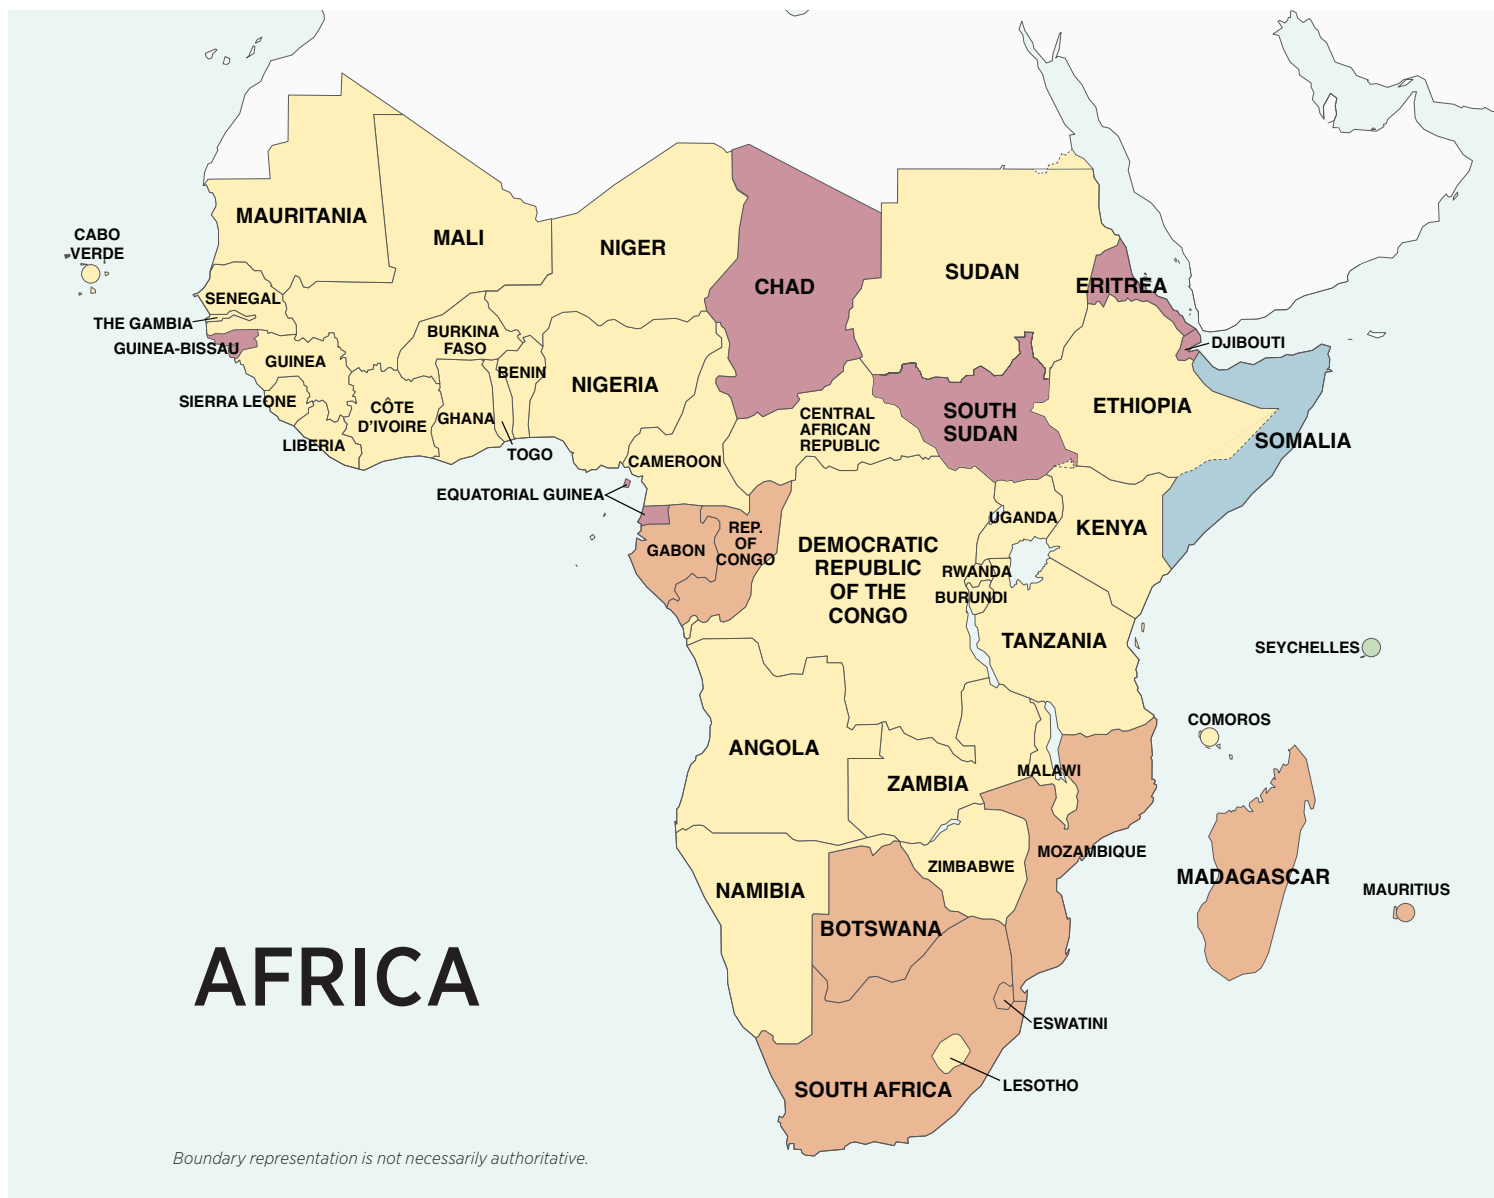 MAURITANIA
MALI
NIGER
CHAD
SUDAN
ERITREA
CABO
VERDE
SENEGAL
THE GAMBIA
GUINEA-BISSAU
GUINEA
SIERRA LEONE
LIBERIA
CÔTE
D'IVOIRE
BURKINA
FASO
GHANA
BENIN
TOGO
NIGERIA
CAMEROON
EQUATORIAL GUINEA
CENTRAL
AFRICAN
REPUBLIC
SOUTH
SUDAN
ETHIOPIA
DJIBOUTI
SOMALIA
GABON
REP.
OF
CONGO
DEMOCRATIC
REPUBLIC
OF THE
CONGO
UGANDA
KENYA
RWANDA
BURUNDI
TANZANIA
SEYCHELLES
COMOROS
ANGOLA
ZAMBIA
MALAWI
MOZAMBIQUE
ZIMBABWE
NAMIBIA
BOTSWANA
MADAGASCAR
MAURITIUS
ESWATINI
LESOTHO
SOUTH AFRICA
AFRICA
Boundary representation is not necessarily authoritative.